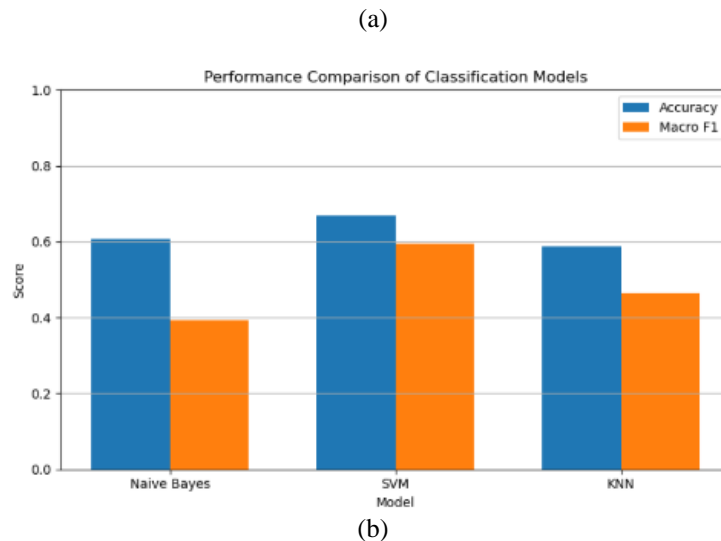 (a)
Performance Comparison of Classification Models
1.0
Accuracy
Macro F1
0.8
0.6
Score
0.4
0.2
0.0
Naive Bayes SVM KNN
Model
(b)